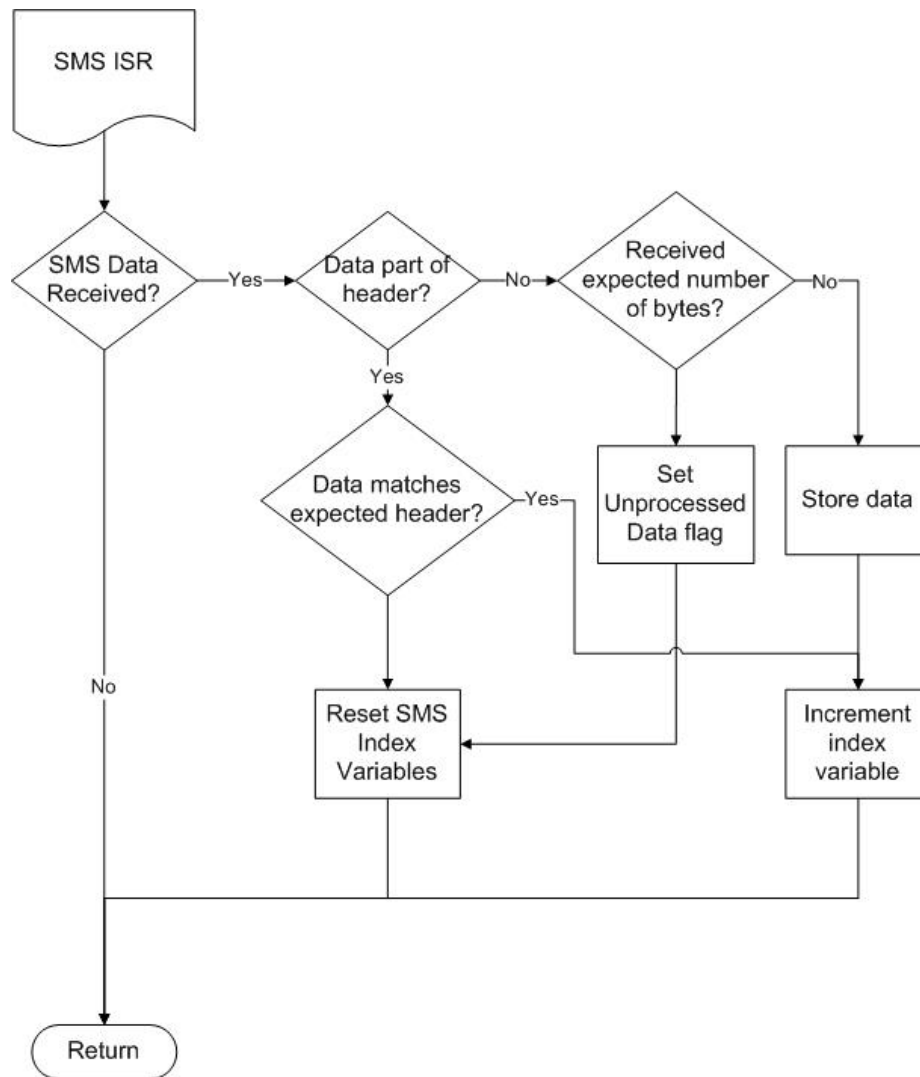 SMS ISR
SMS Data
Received?
Yes
Data part of
header?
No
Received
expected number
of bytes?
No
Yes
Data matches
expected header?
Yes
Set
Unprocessed
Data flag
Store data
No
Reset SMS
Index
Variables
Increment
index
variable
Return